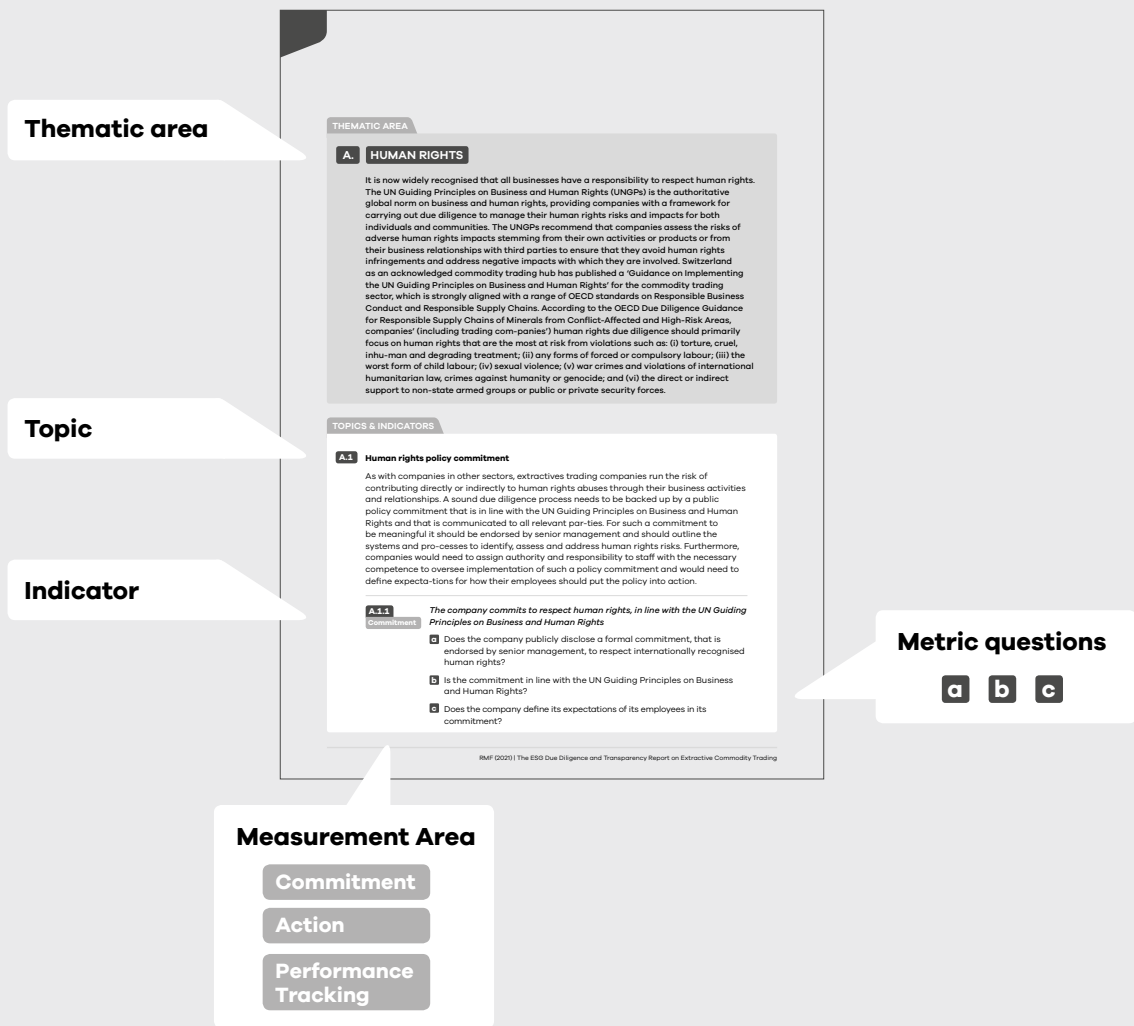 Thematic area
THEMATIC AREA
A. HUMAN RIGHTS
It is now widely recognised that all businesses have a responsibility to respect human rights.
The UN Guiding Principles on Business and Human Rights (UNGPs) is the authoritative
global norm on business and human rights, providing companies with a framework for
carrying out due diligence to manage their human rights risks and impacts for both
individuals and communities. The UNGPs recommend that companies assess the risks of
adverse human rights impacts stemming from their own activities or products or from
their business relationships with third parties to ensure that they avoid human rights
infringements and address negative impacts with which they are involved. Switzerland
as an acknowledged commodity trading hub has published a ‘Guidance on Implementing
the UN Guiding Principles on Business and Human Rights’ for the commodity trading
sector, which is strongly aligned with a range of OECD standards on Responsible Business
Conduct and Responsible Supply Chains. According to the OECD Due Diligence Guidance
for Responsible Supply Chains of Minerals from Conflict-Affected and High-Risk Areas,
companies’ (including trading com-panies’) human rights due diligence should primarily
focus on human rights that are the most at risk from violations such as: (i) torture, cruel,
inhu-man and degrading treatment; (ii) any forms of forced or compulsory labour; (iii) the
worst form of child labour; (iv) sexual violence; (v) war crimes and violations of international
humanitarian law, crimes against humanity or genocide; and (vi) the direct or indirect
support to non-state armed groups or public or private security forces.
Topic
TOPICS & INDICATORS
A.1 Human rights policy commitment
As with companies in other sectors, extractives trading companies run the risk of
contributing directly or indirectly to human rights abuses through their business activities
and relationships. A sound due diligence process needs to be backed up by a public
policy commitment that is in line with the UN Guiding Principles on Business and Human
Rights and that is communicated to all relevant par-ties. For such a commitment to
be meaningful it should be endorsed by senior management and should outline the
systems and pro-cesses to identify, assess and address human rights risks. Furthermore,
companies would need to assign authority and responsibility to staff with the necessary
competence to oversee implementation of such a policy commitment and would need to
define expecta-tions for how their employees should put the policy into action.
Indicator
A.1.1 The company commits to respect human rights, in line with the UN Guiding
Commitment Principles on Business and Human Rights
a Does the company publicly disclose a formal commitment, that is
endorsed by senior management, to respect internationally recognised
human rights?
b Is the commitment in line with the UN Guiding Principles on Business
and Human Rights?
c Does the company define its expectations of its employees in its
commitment?
Metric questions
a b c
RMF (2021) | The ESG Due Diligence and Transparency Report on Extractive Commodity Trading
Measurement Area
Commitment
Action
Performance
Tracking